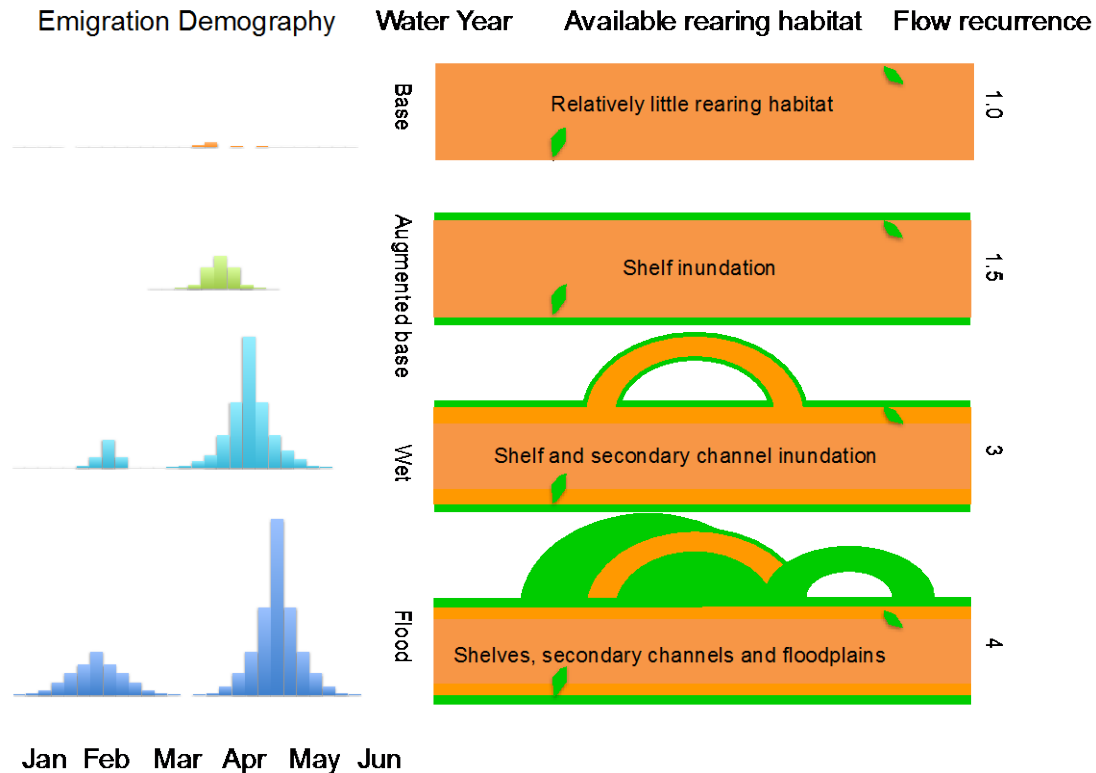 Emigration Demography Water Year Available rearing habitat Flow recurrence
Base Relatively little rearing habitat 1.0
Augmented base Shelf inundation 1.5
Wet Shelf and secondary channel inundation 3
Flood Shelves, secondary channels and floodplains 4
Jan Feb Mar Apr May Jun